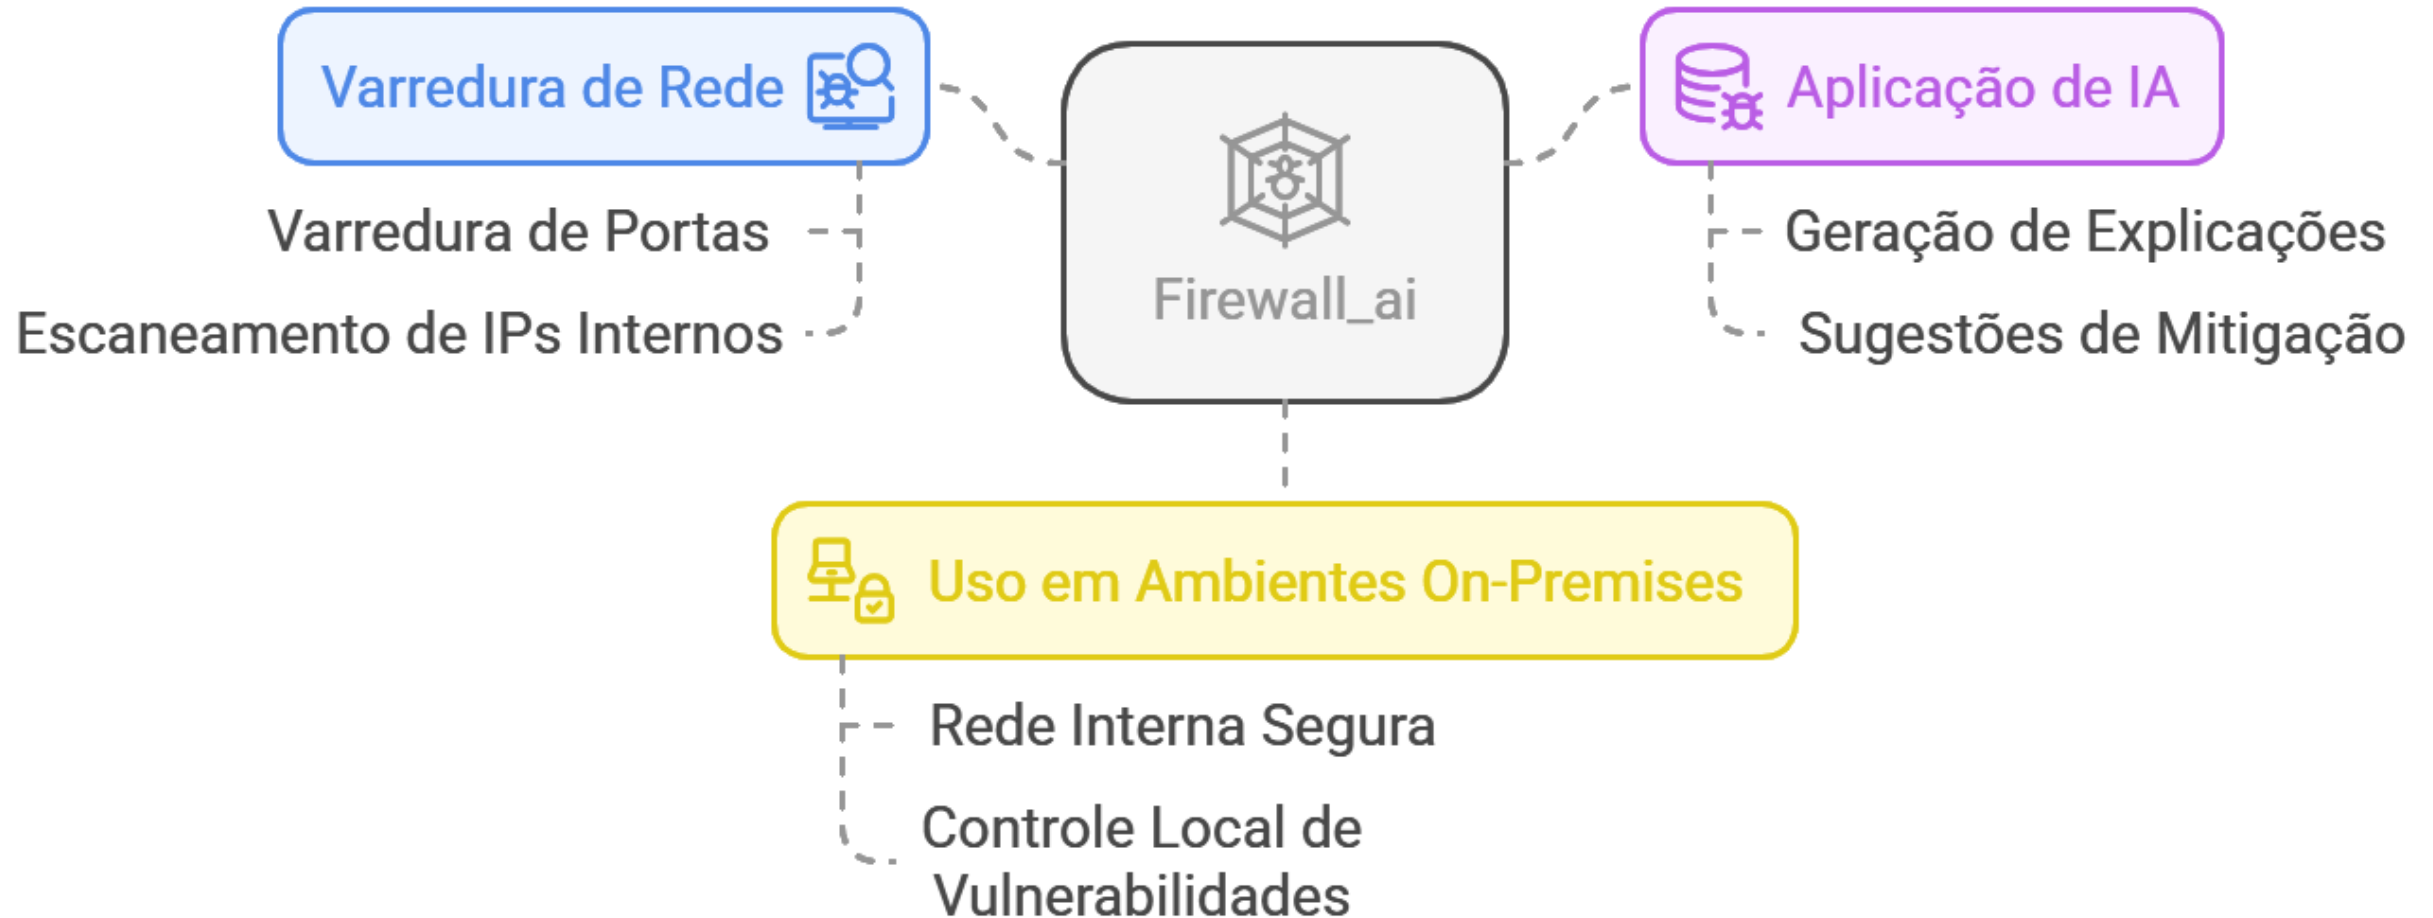 Varredura de Rede
Varredura de Portas
Escaneamento de IPs Internos
Firewall_ai
Aplicação de IA
Geração de Explicações
Sugestões de Mitigação
Uso em Ambientes On-Premises
Rede Interna Segura
Controle Local de
Vulnerabilidades